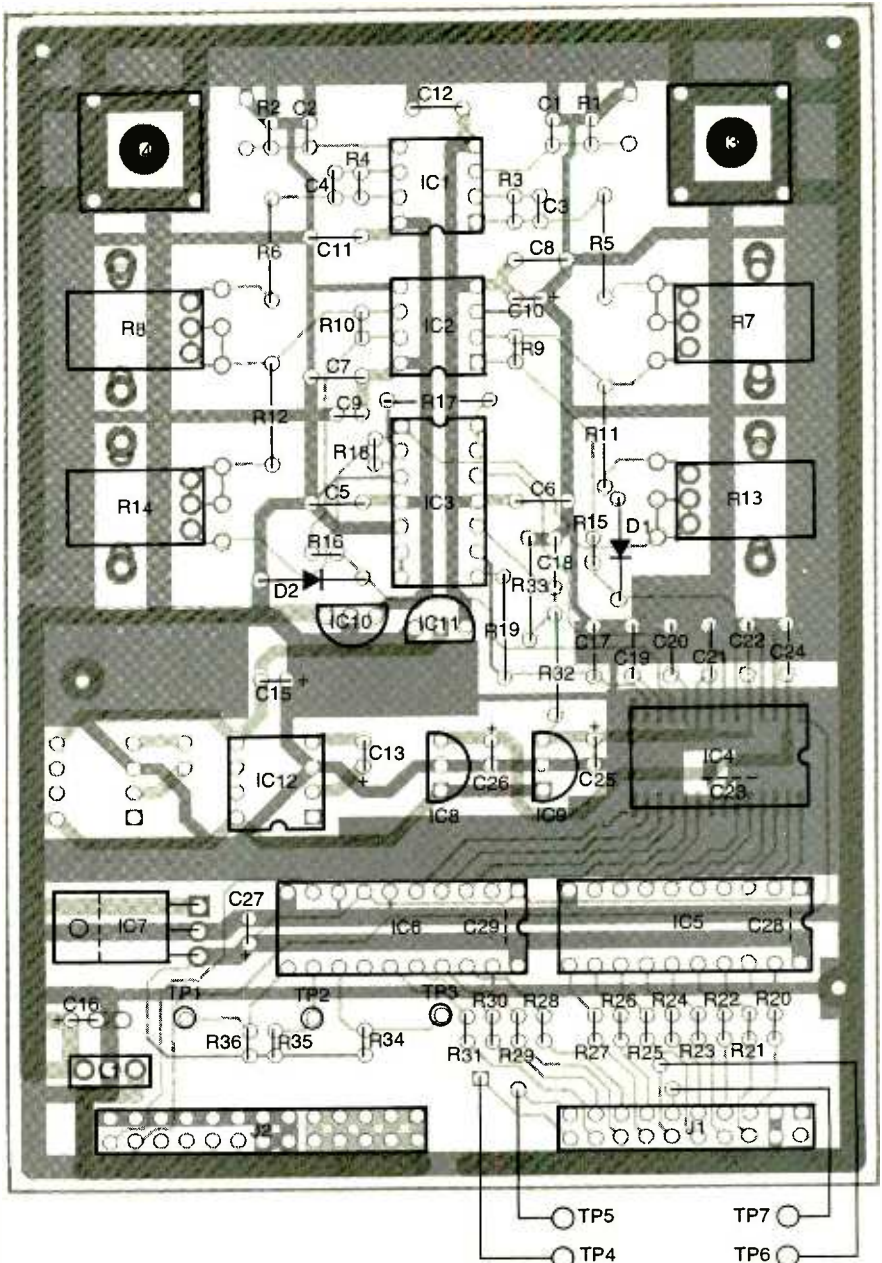 R2 C2 C12 C1 R1
R4
IC1
C4 R3 C3
R6 C11 C8 R5
C10
R8 R10 IC2 R9 R7
C7
C9 R17
R12 R11
R18
R14 C5 IC3 C6 R13
R15 D1
R16 C18
D2 R33
IC10 IC11 R19
C17 C19 C20 C21 C22 C24
R32
C15 +
IC12 C13 + IC4
+ C26 + C25 C23
IC8 IC9
C27
IC7 IC6 C29 IC5 C28
+
TP1 TP2 TP3
+ C16 R30 R28 R26 R24 R22 R20
R36 R35 R34
R31 R29 R27 R25 R23 R21
J2 J1
TP5 TP7
TP4 TP6